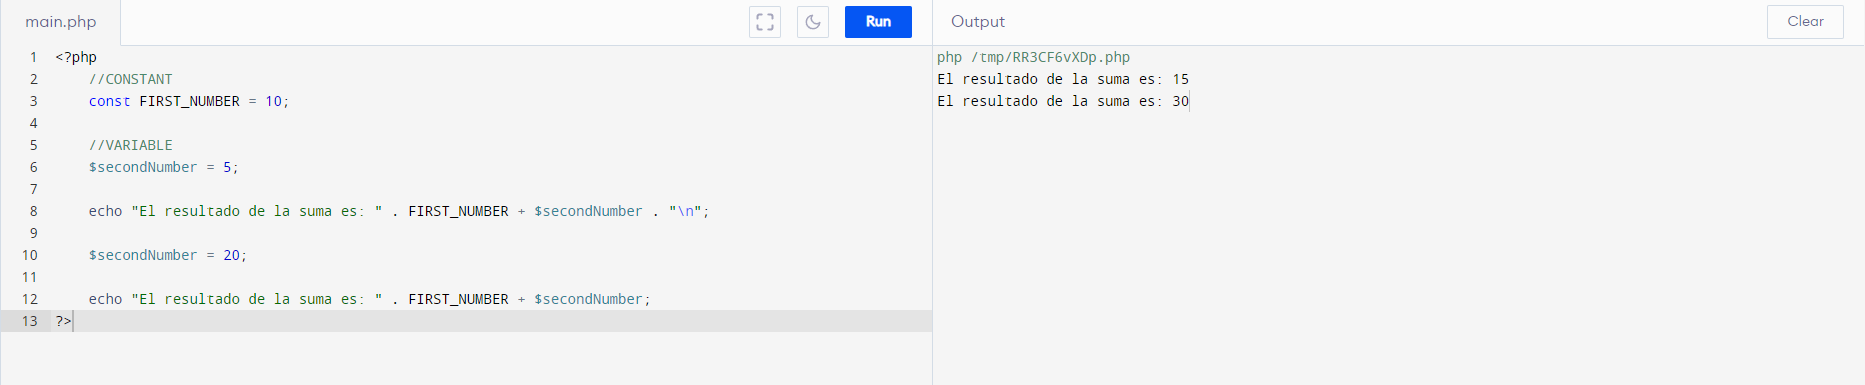 main.php
Run
1 <?php
2     //CONSTANT
3     const FIRST_NUMBER = 10;
4
5     //VARIABLE
6     $secondNumber = 5;
7
8     echo "El resultado de la suma es: " . FIRST_NUMBER + $secondNumber . "\n";
9
10     $secondNumber = 20;
11
12     echo "El resultado de la suma es: " . FIRST_NUMBER + $secondNumber;
13 ?>
Output
Clear
php /tmp/RR3CF6vXDp.php
El resultado de la suma es: 15
El resultado de la suma es: 30